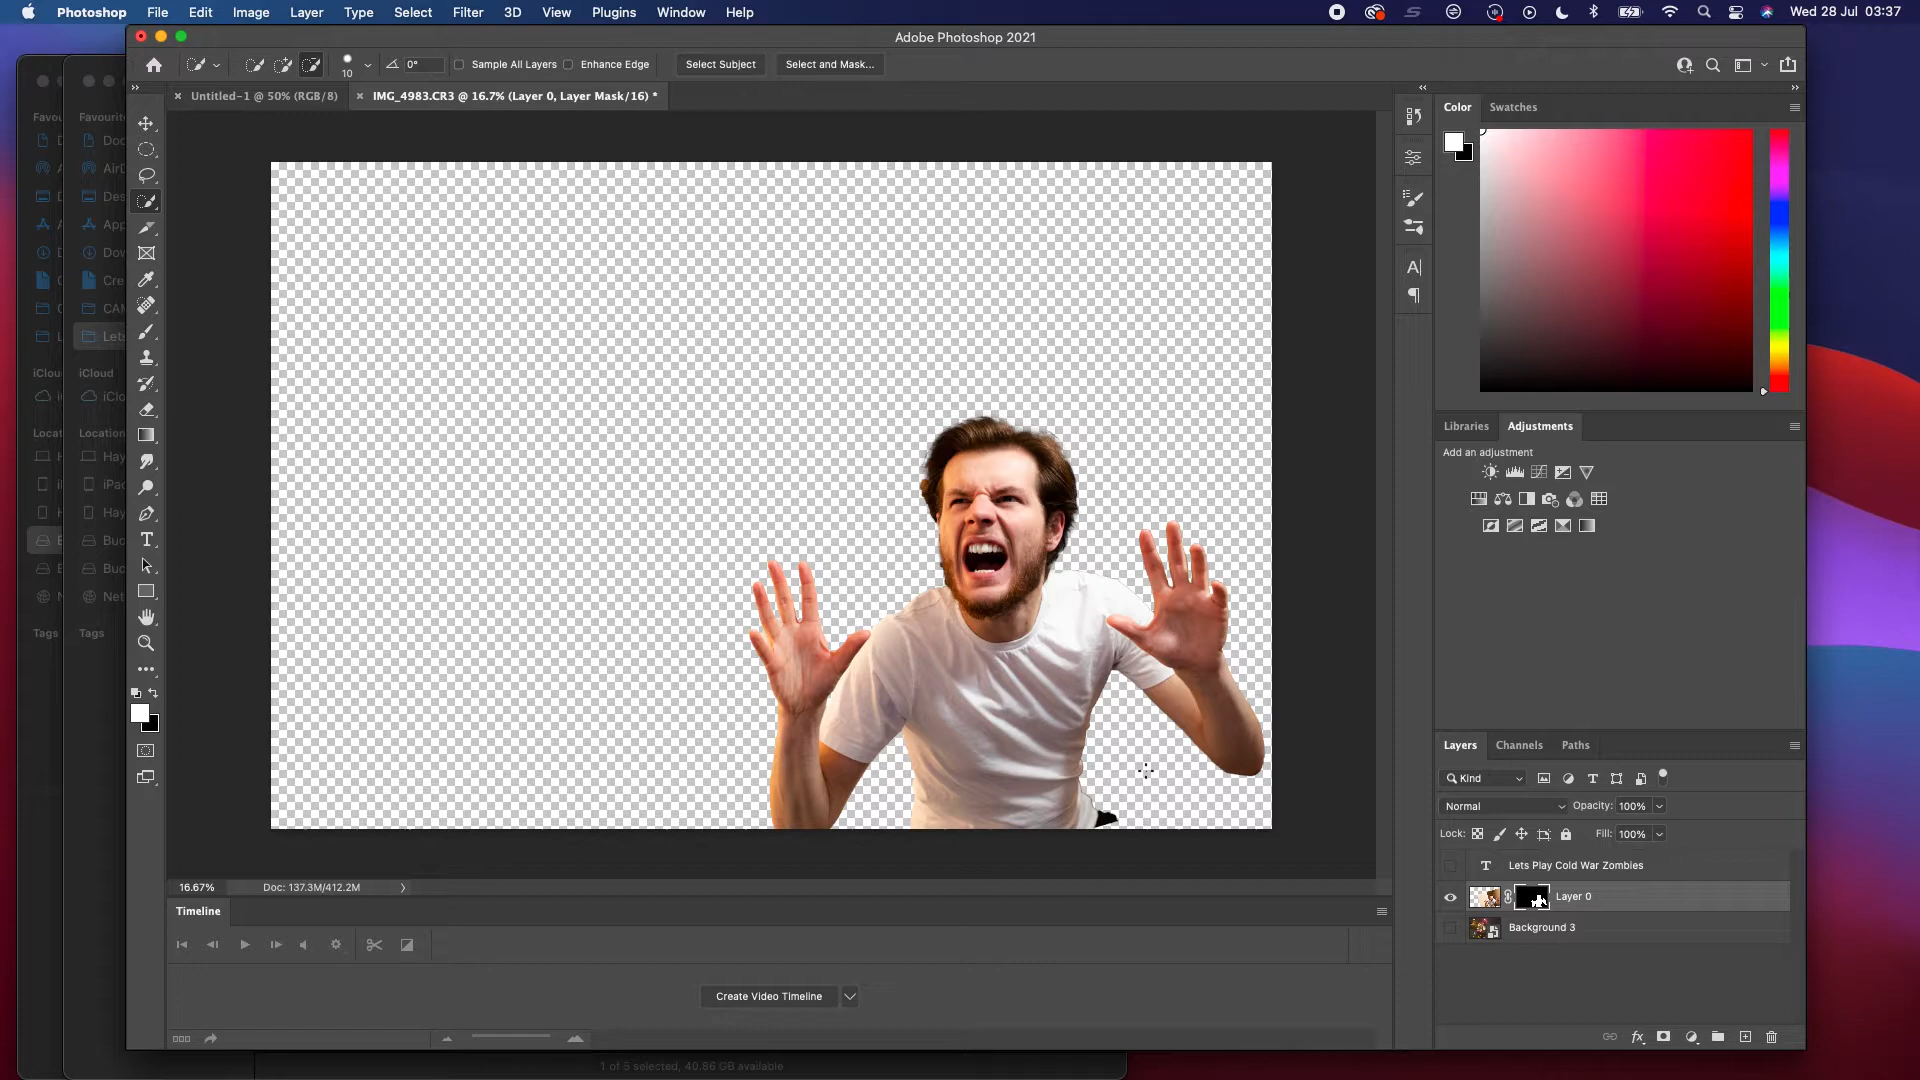 Photoshop File Edit Image Layer Type Select Filter 3D View Plugins Window Help Wed 28 Jul 03:37
Adobe Photoshop 2021
10 0° Sample All Layers Enhance Edge Select Subject Select and Mask...
Untitled-1 @ 50% (RGB/8) IMG_4983.CR3 @ 16.7% (Layer 0, Layer Mask/16) *
Color Swatches
Libraries Adjustments
Add an adjustment
Layers Channels Paths
Kind
Normal Opacity: 100%
Lock: Fill: 100%
Lets Play Cold War Zombies
Layer 0
Background 3
16.67% Doc: 137.3M/412.2M
Timeline
Create Video Timeline
1 of 5 selected, 40.86 GB available
Favou
Doc
AirD
Des
App
Dow
Cre
CAM
Lets
iCloud
iClo
Location
Hay
iPac
Hay
Buc
Buc
Net
Tags Tags